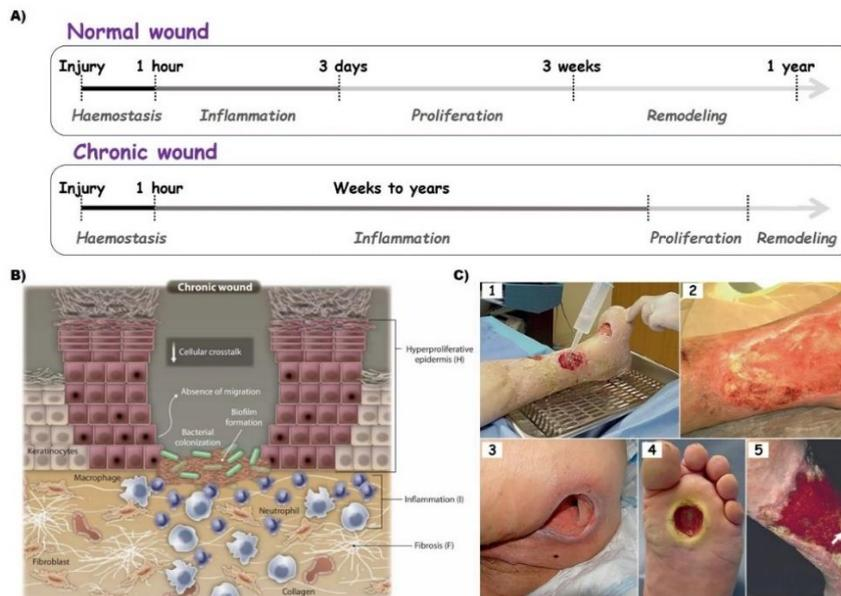 A)
Normal wound
Injury 1 hour 3 days 3 weeks 1 year
Haemostasis Inflammation Proliferation Remodeling
Chronic wound
Injury 1 hour Weeks to years
Haemostasis Inflammation Proliferation Remodeling
B)
Chronic wound
Cellular crosstalk
Hyperproliferative
epidermis (H)
Absence of migration
Biofilm
formation
Bacterial
colonization
Keratinocytes
Macrophage
Neutrophil
Inflammation (I)
Fibrosis (F)
Fibroblast
Collagen
C)
1
2
3
4
5